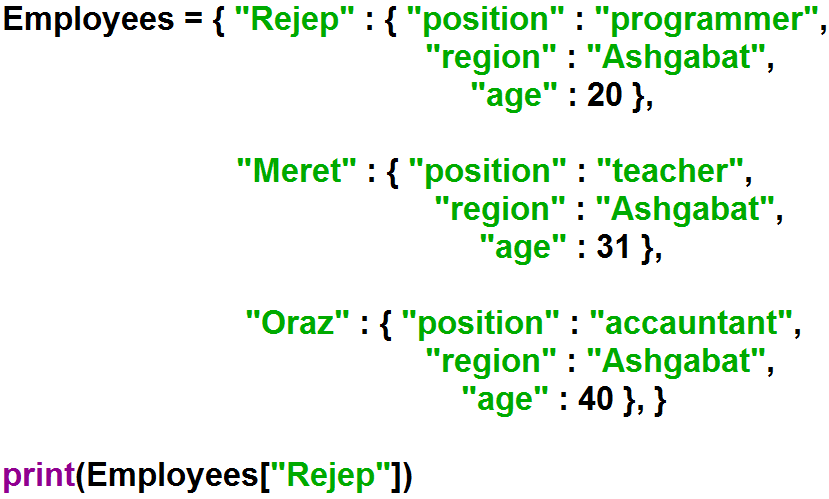 Employees = { "Rejep" : { "position" : "programmer",
"region" : "Ashgabat",
"age" : 20 },
"Meret" : { "position" : "teacher",
"region" : "Ashgabat",
"age" : 31 },
"Oraz" : { "position" : "accauntant",
"region" : "Ashgabat",
"age" : 40 }, }
print(Employees["Rejep"])